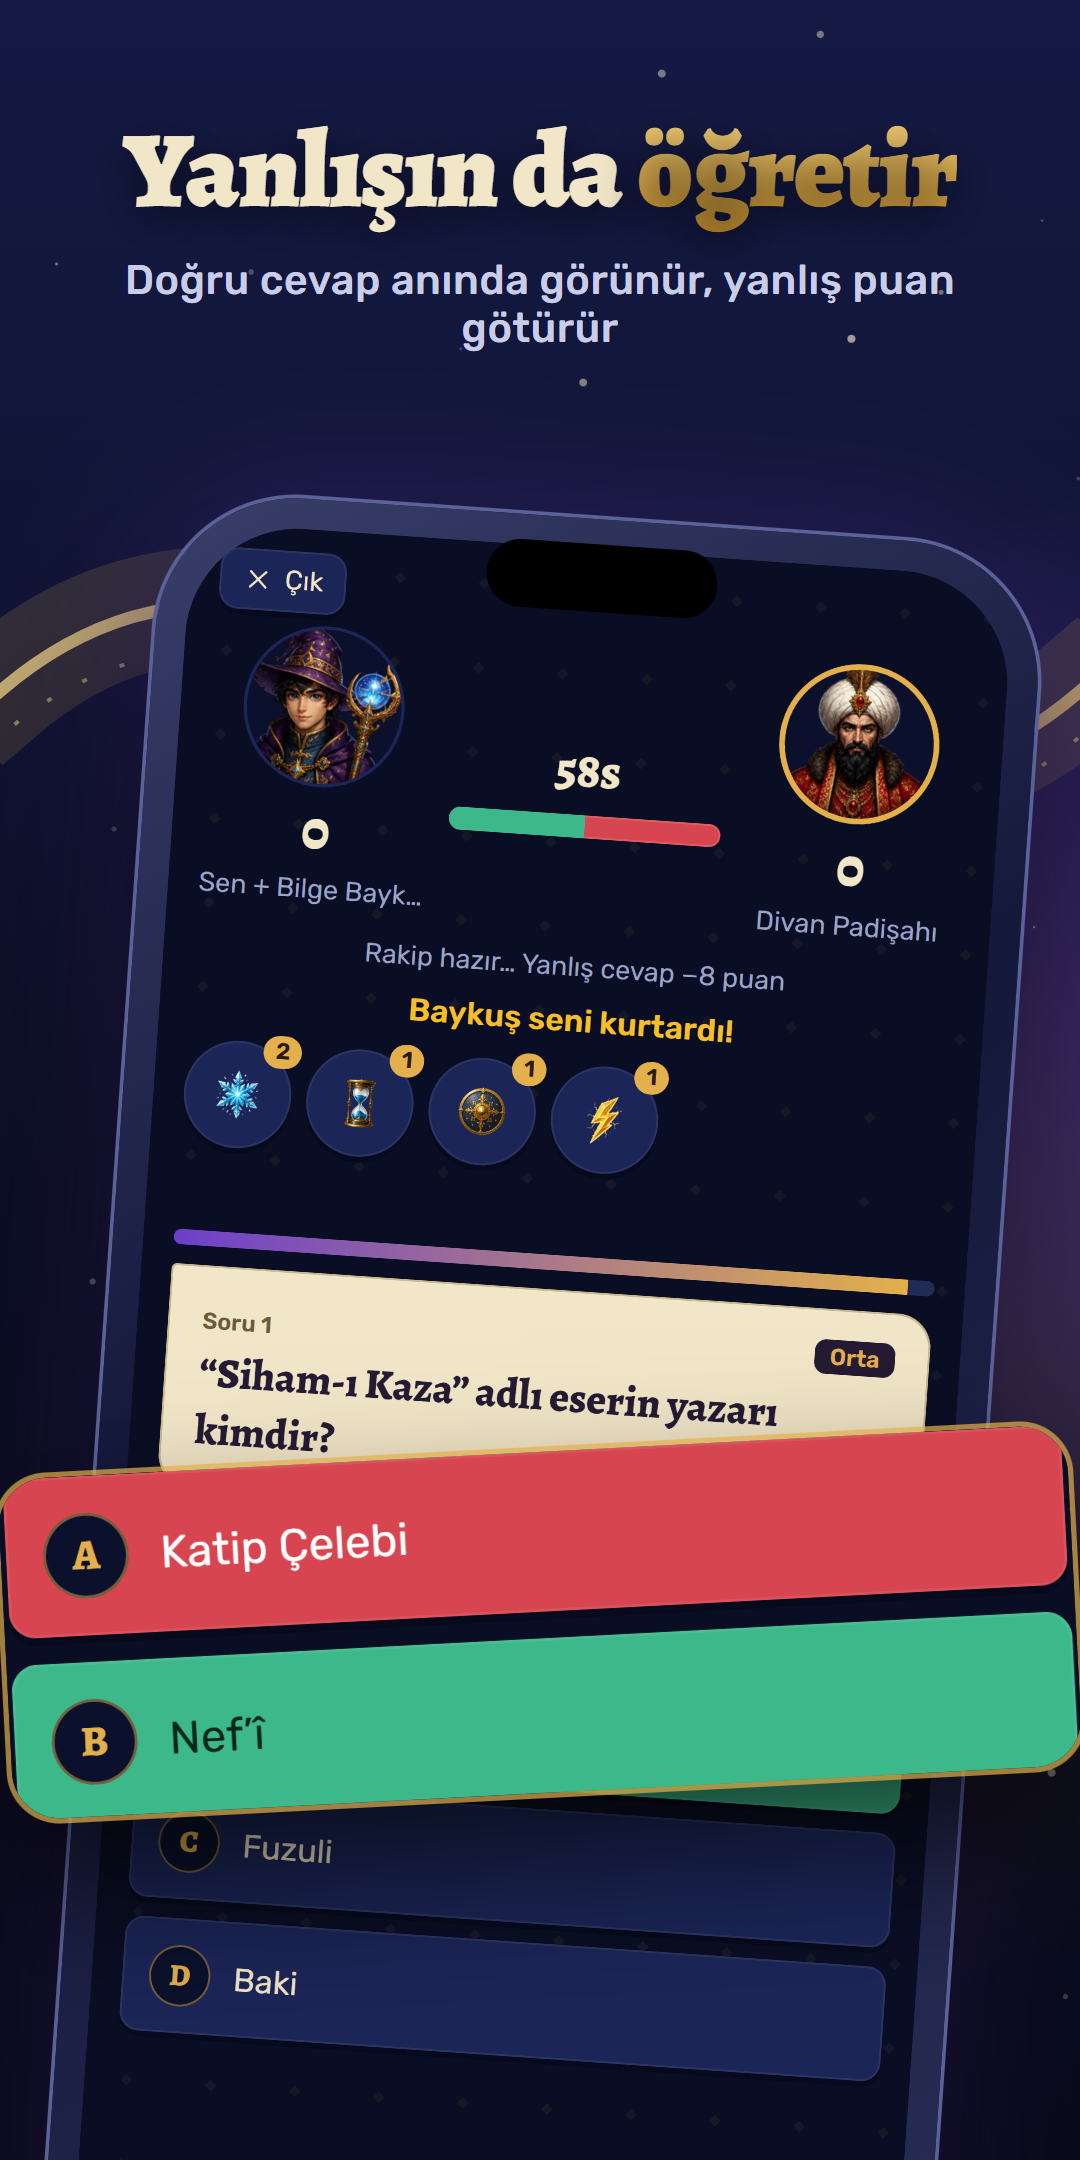 Yanlışın da öğretir
Doğru cevap anında görünür, yanlış puan
götürür
Çık
58s
0
0
Sen + Bilge Bayk...
Divan Padişahı
Rakip hazır... Yanlış cevap −8 puan
Baykuş seni kurtardı!
2
1
1
1
Soru 1
Orta
“Siham-ı Kaza” adlı eserin yazarı
kimdir?
A Katip Çelebi
B Nef'î
C Fuzuli
D Baki